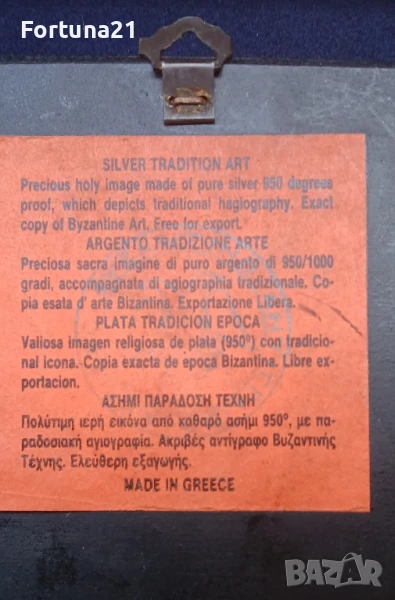 Fortuna21
SILVER TRADITION ART
Precious holy image made of pure silver 950 degrees
proof, which depicts traditional hagiography. Exact
copy of Byzantine Art. Free for export.
ARGENTO TRADIZIONE ARTE
Preciosa sacra imagine di puro argento di 950/1000
gradi, accompagnata di agiographia tradizionale. Co-
pia esata d' arte Bizantina. Exportazione Libera.
PLATA TRADICION EPOCA
Valiosa imagen religiosa de plata (950°) con tradicio-
nal icona. Copia exacta de epoca Bizantina. Libre ex-
portacion.
ΑΣΗΜΙ ΠΑΡΑΔΟΣΗ ΤΕΧΝΗ
Πολύτιμη ιερή εικόνα από καθαρό ασήμι 950°, με πα-
ραδοσιακή αγιογραφία. Ακριβές αντίγραφο Βυζαντινής
Τέχνης. Ελεύθερη εξαγωγής.
MADE IN GREECE
BAZAR